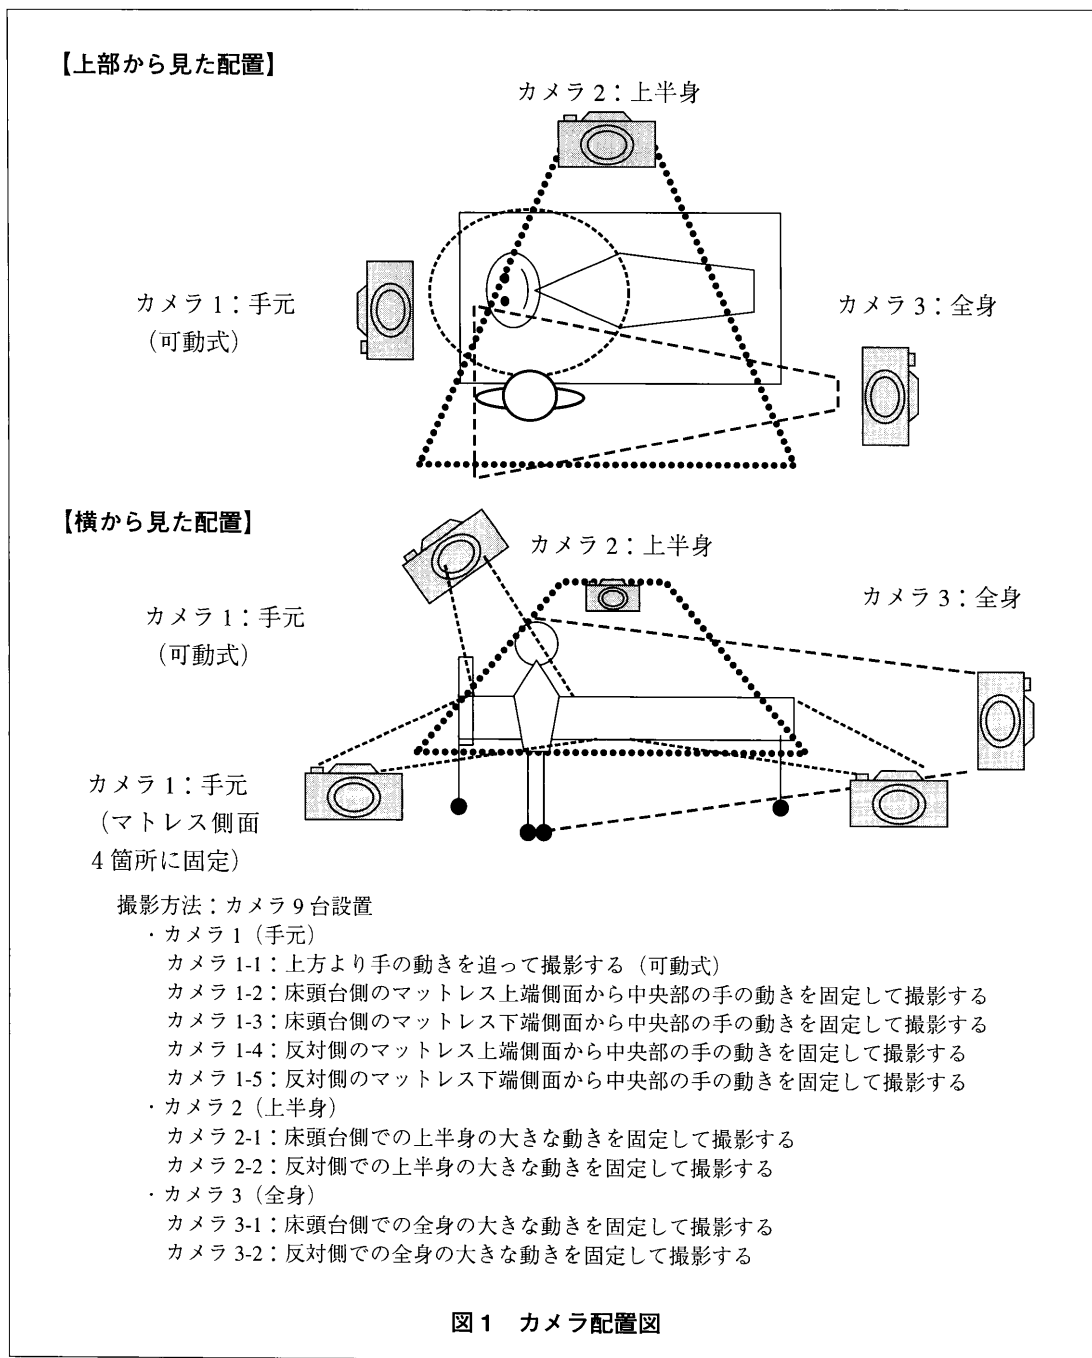 【上部から見た配置】
カメラ 2：上半身
カメラ 1：手元
（可動式）
カメラ 3：全身
【横から見た配置】
カメラ 2：上半身
カメラ 3：全身
カメラ 1：手元
（可動式）
カメラ 1：手元
（マトレス側面
4 箇所に固定）
撮影方法：カメラ 9 台設置
・カメラ 1（手元）
カメラ 1-1：上方より手の動きを追って撮影する（可動式）
カメラ 1-2：床頭台側のマットレス上端側面から中央部の手の動きを固定して撮影する
カメラ 1-3：床頭台側のマットレス下端側面から中央部の手の動きを固定して撮影する
カメラ 1-4：反対側のマットレス上端側面から中央部の手の動きを固定して撮影する
カメラ 1-5：反対側のマットレス下端側面から中央部の手の動きを固定して撮影する
・カメラ 2（上半身）
カメラ 2-1：床頭台側での上半身の大きな動きを固定して撮影する
カメラ 2-2：反対側での上半身の大きな動きを固定して撮影する
・カメラ 3（全身）
カメラ 3-1：床頭台側での全身の大きな動きを固定して撮影する
カメラ 3-2：反対側での全身の大きな動きを固定して撮影する
図 1　カメラ配置図